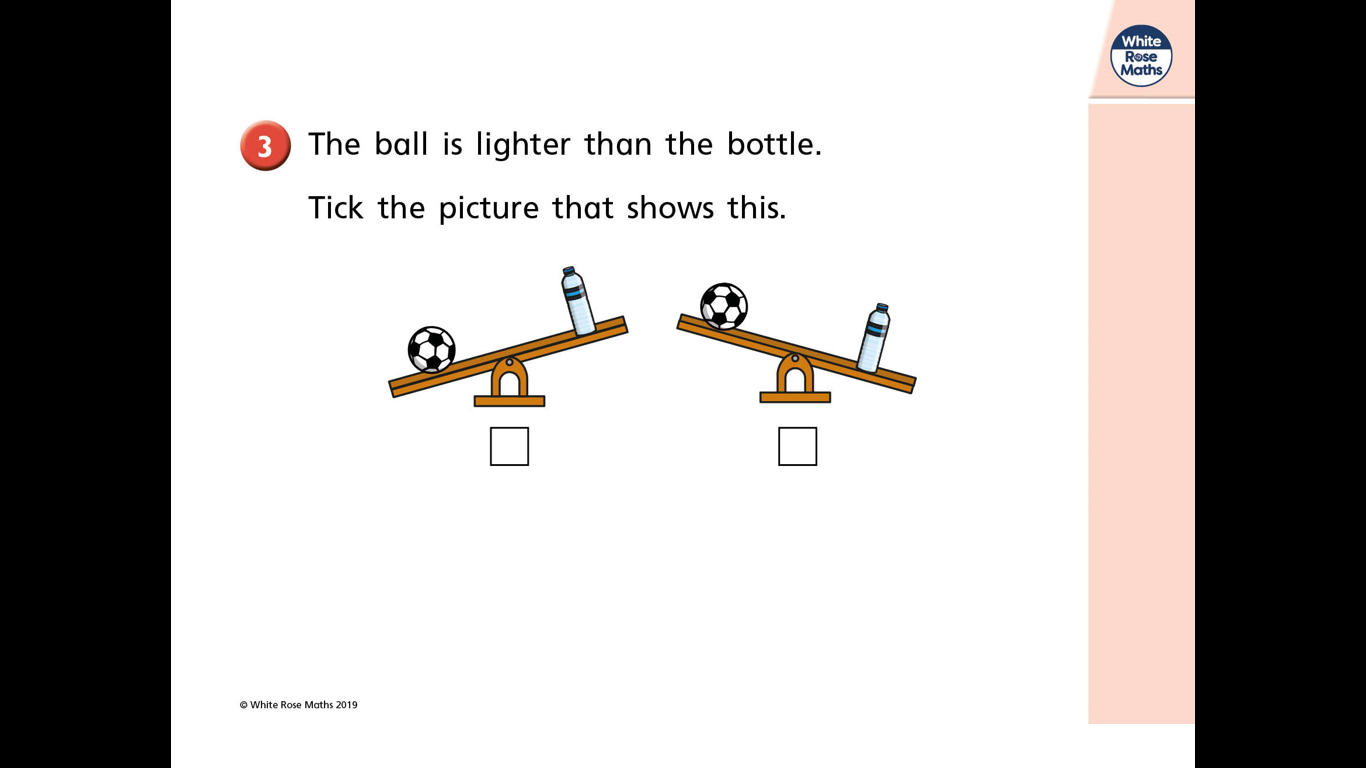 White
Rose
Maths
3 The ball is lighter than the bottle.
Tick the picture that shows this.
© White Rose Maths 2019